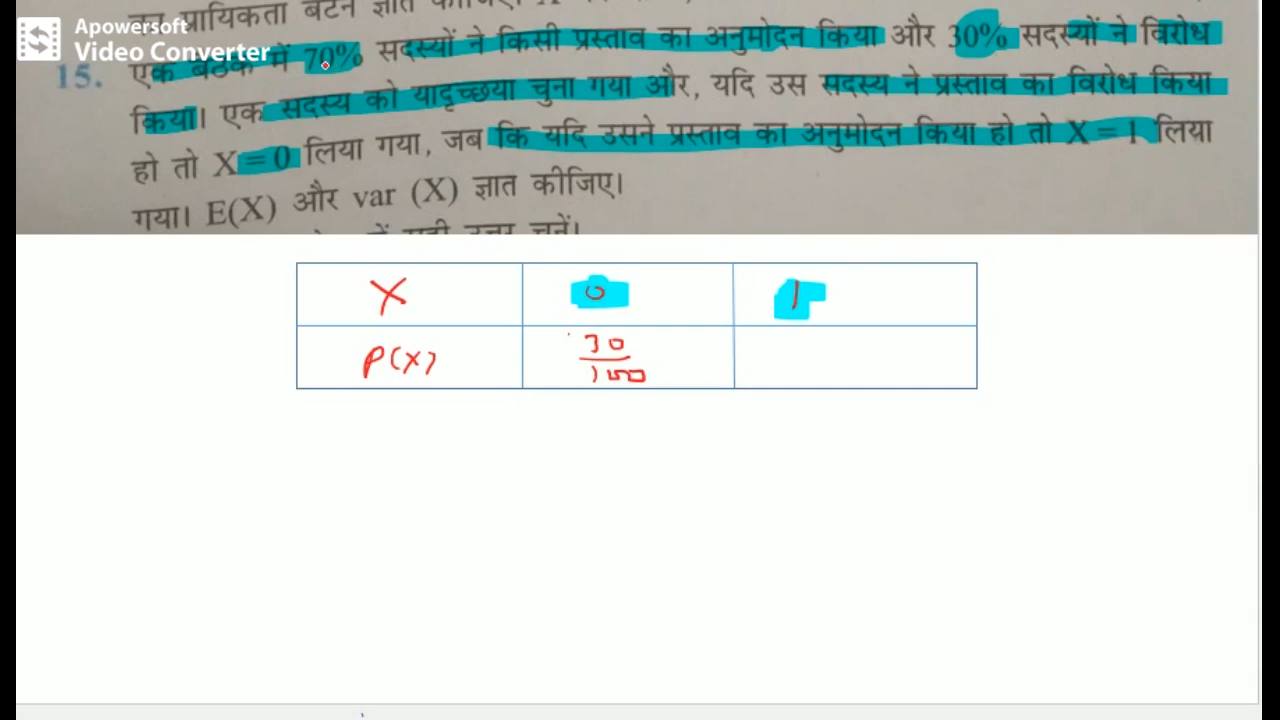 Apowersoft
Video Converter
15. एक बैठक में 70% सदस्यों ने किसी प्रस्ताव का अनुमोदन किया और 30% सदस्यों ने विरोध
किया। एक सदस्य को यादृच्छया चुना गया और, यदि उस सदस्य ने प्रस्ताव का विरोध किया
हो तो X = 0 लिया गया, जब कि यदि उसने प्रस्ताव का अनुमोदन किया हो तो X = 1 लिया
गया। E(X) और var (X) ज्ञात कीजिए।
X 0 1
P(X) 30
100